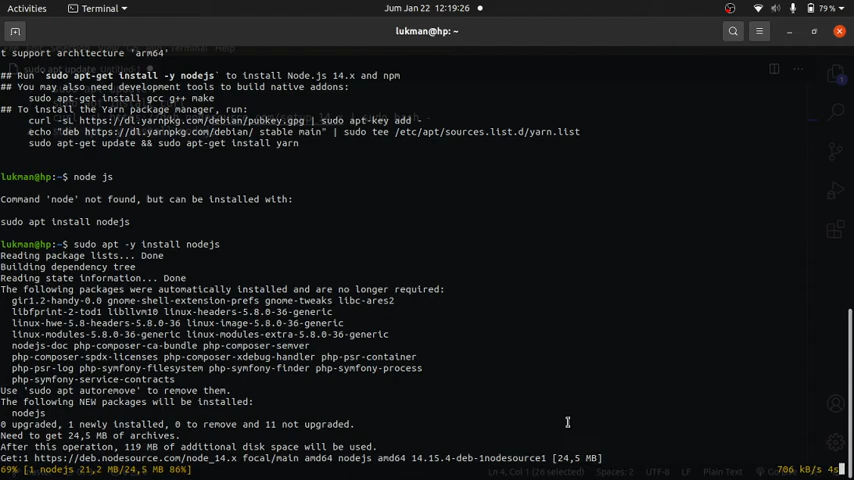 Activities
Terminal
Jum Jan 22 12:19:26
79 %
lukman@hp: ~
t support architecture 'arm64'
## Run `sudo apt-get install -y nodejs` to install Node.js 14.x and npm
## You may also need development tools to build native addons:
sudo apt-get install gcc g++ make
## To install the Yarn package manager, run:
curl -sL https://dl.yarnpkg.com/debian/pubkey.gpg | sudo apt-key add -
echo "deb https://dl.yarnpkg.com/debian/ stable main" | sudo tee /etc/apt/sources.list.d/yarn.list
sudo apt-get update && sudo apt-get install yarn
lukman@hp:~$ node js
Command 'node' not found, but can be installed with:
sudo apt install nodejs
lukman@hp:~$ sudo apt -y install nodejs
Reading package lists... Done
Building dependency tree
Reading state information... Done
The following packages were automatically installed and are no longer required:
gir1.2-handy-0.0 gnome-shell-extension-prefs gnome-tweaks libc-ares2
libfprint-2-tod1 libllvm10 linux-headers-5.8.0-36-generic
linux-hwe-5.8-headers-5.8.0-36 linux-image-5.8.0-36-generic
linux-modules-5.8.0-36-generic linux-modules-extra-5.8.0-36-generic
nodejs-doc php-composer-ca-bundle php-composer-semver
php-composer-spdx-licenses php-composer-xdebug-handler php-psr-container
php-psr-log php-symfony-filesystem php-symfony-finder php-symfony-process
php-symfony-service-contracts
Use 'sudo apt autoremove' to remove them.
The following NEW packages will be installed:
nodejs
0 upgraded, 1 newly installed, 0 to remove and 11 not upgraded.
Need to get 24,5 MB of archives.
After this operation, 119 MB of additional disk space will be used.
Get:1 https://deb.nodesource.com/node_14.x focal/main amd64 nodejs amd64 14.15.4-deb-1nodesource1 [24,5 MB]
69% [1 nodejs 21,2 MB/24,5 MB 86%]
706 kB/s 4s
Ln 4, Col 1 (26 selected)
Spaces: 2
UTF-8
LF
Plain Text